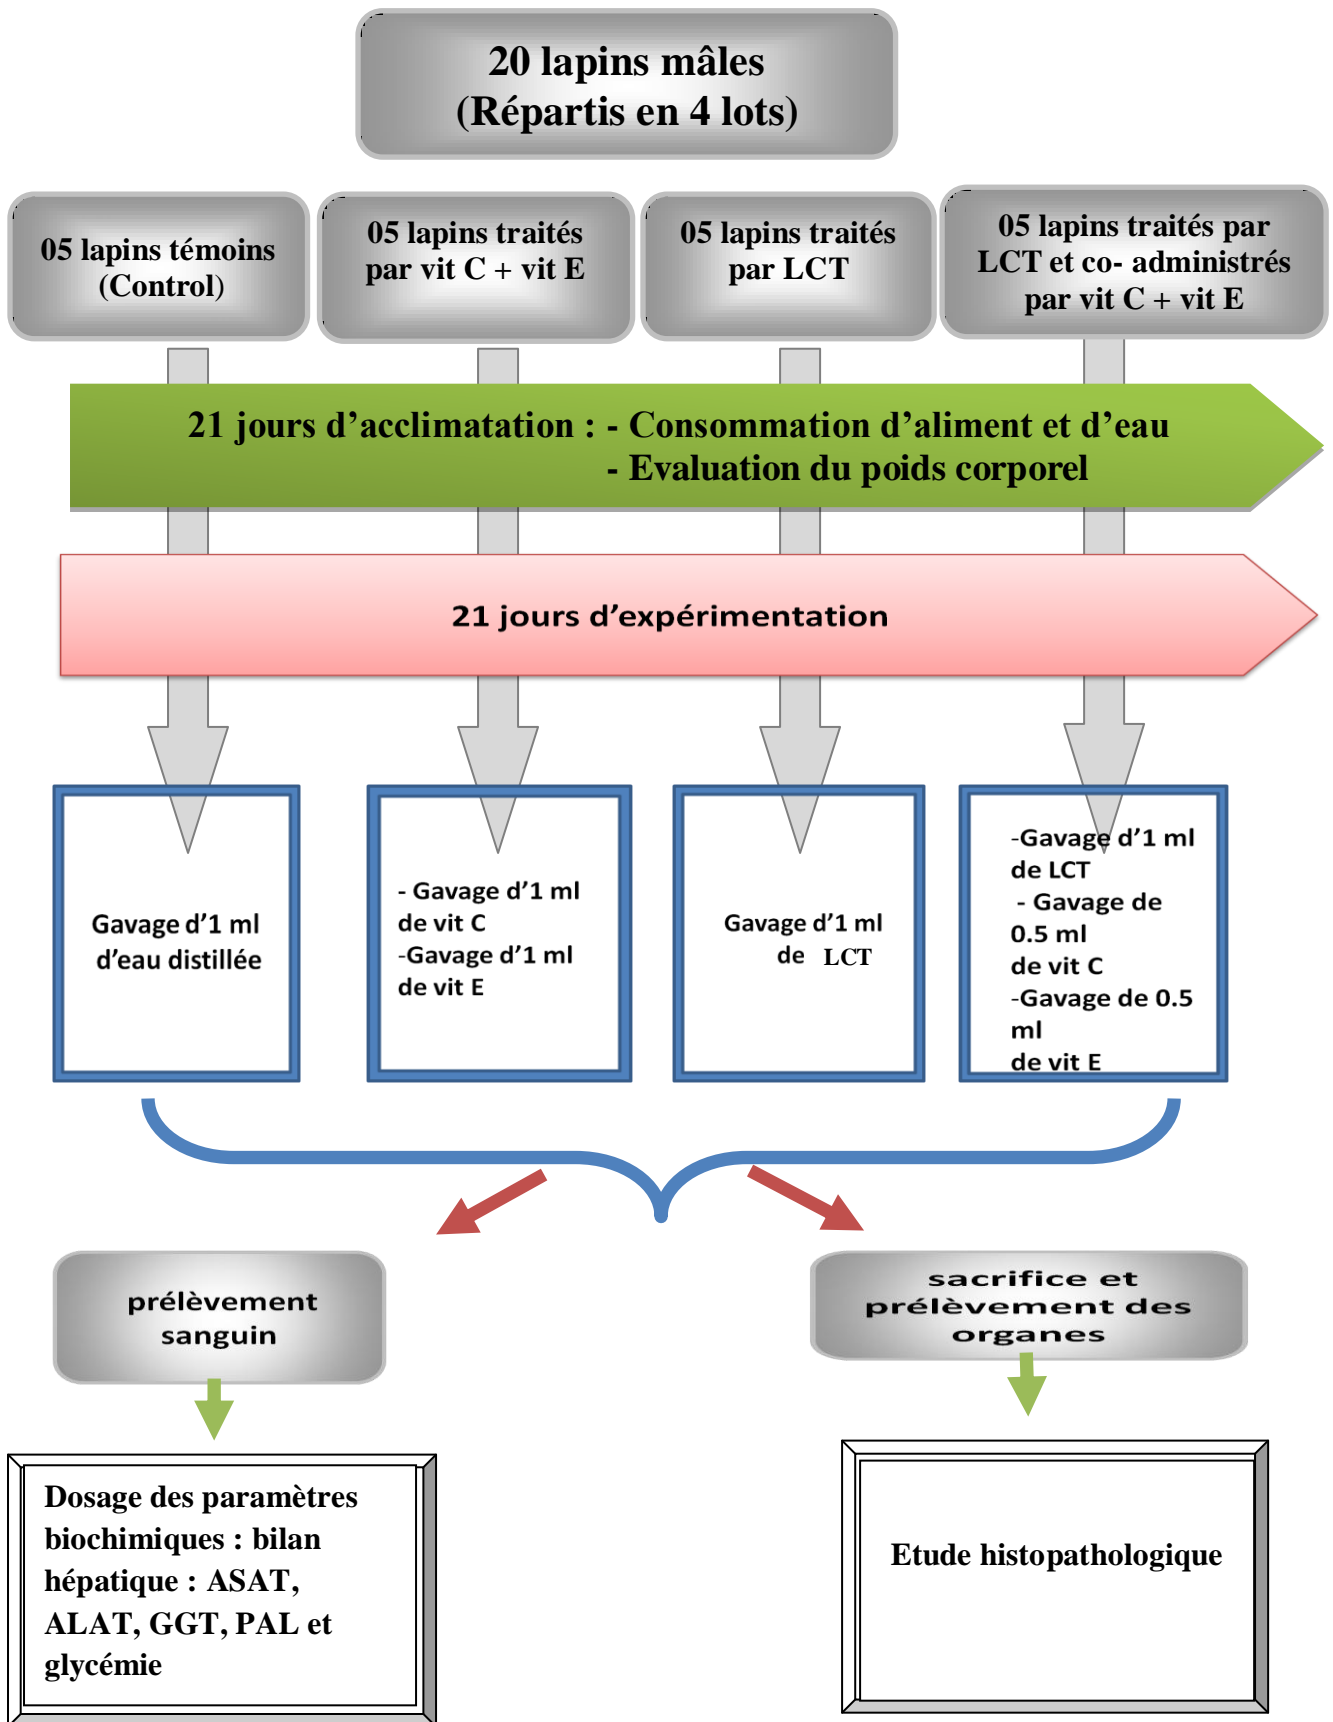 20 lapins mâles
(Répartis en 4 lots)
05 lapins témoins
(Control)
05 lapins traités
par vit C + vit E
05 lapins traités
par LCT
05 lapins traités par
LCT et co- administrés
par vit C + vit E
21 jours d’acclimatation : - Consommation d’aliment et d’eau
- Evaluation du poids corporel
21 jours d’expérimentation
Gavage d’1 ml
d’eau distillée
- Gavage d’1 ml
de vit C
-Gavage d’1 ml
de vit E
Gavage d’1 ml
de LCT
-Gavage d’1 ml
de LCT
- Gavage de
0.5 ml
de vit C
-Gavage de 0.5
ml
de vit E
prélèvement
sanguin
sacrifice et
prélèvement des
organes
Dosage des paramètres
biochimiques : bilan
hépatique : ASAT,
ALAT, GGT, PAL et
glycémie
Etude histopathologique